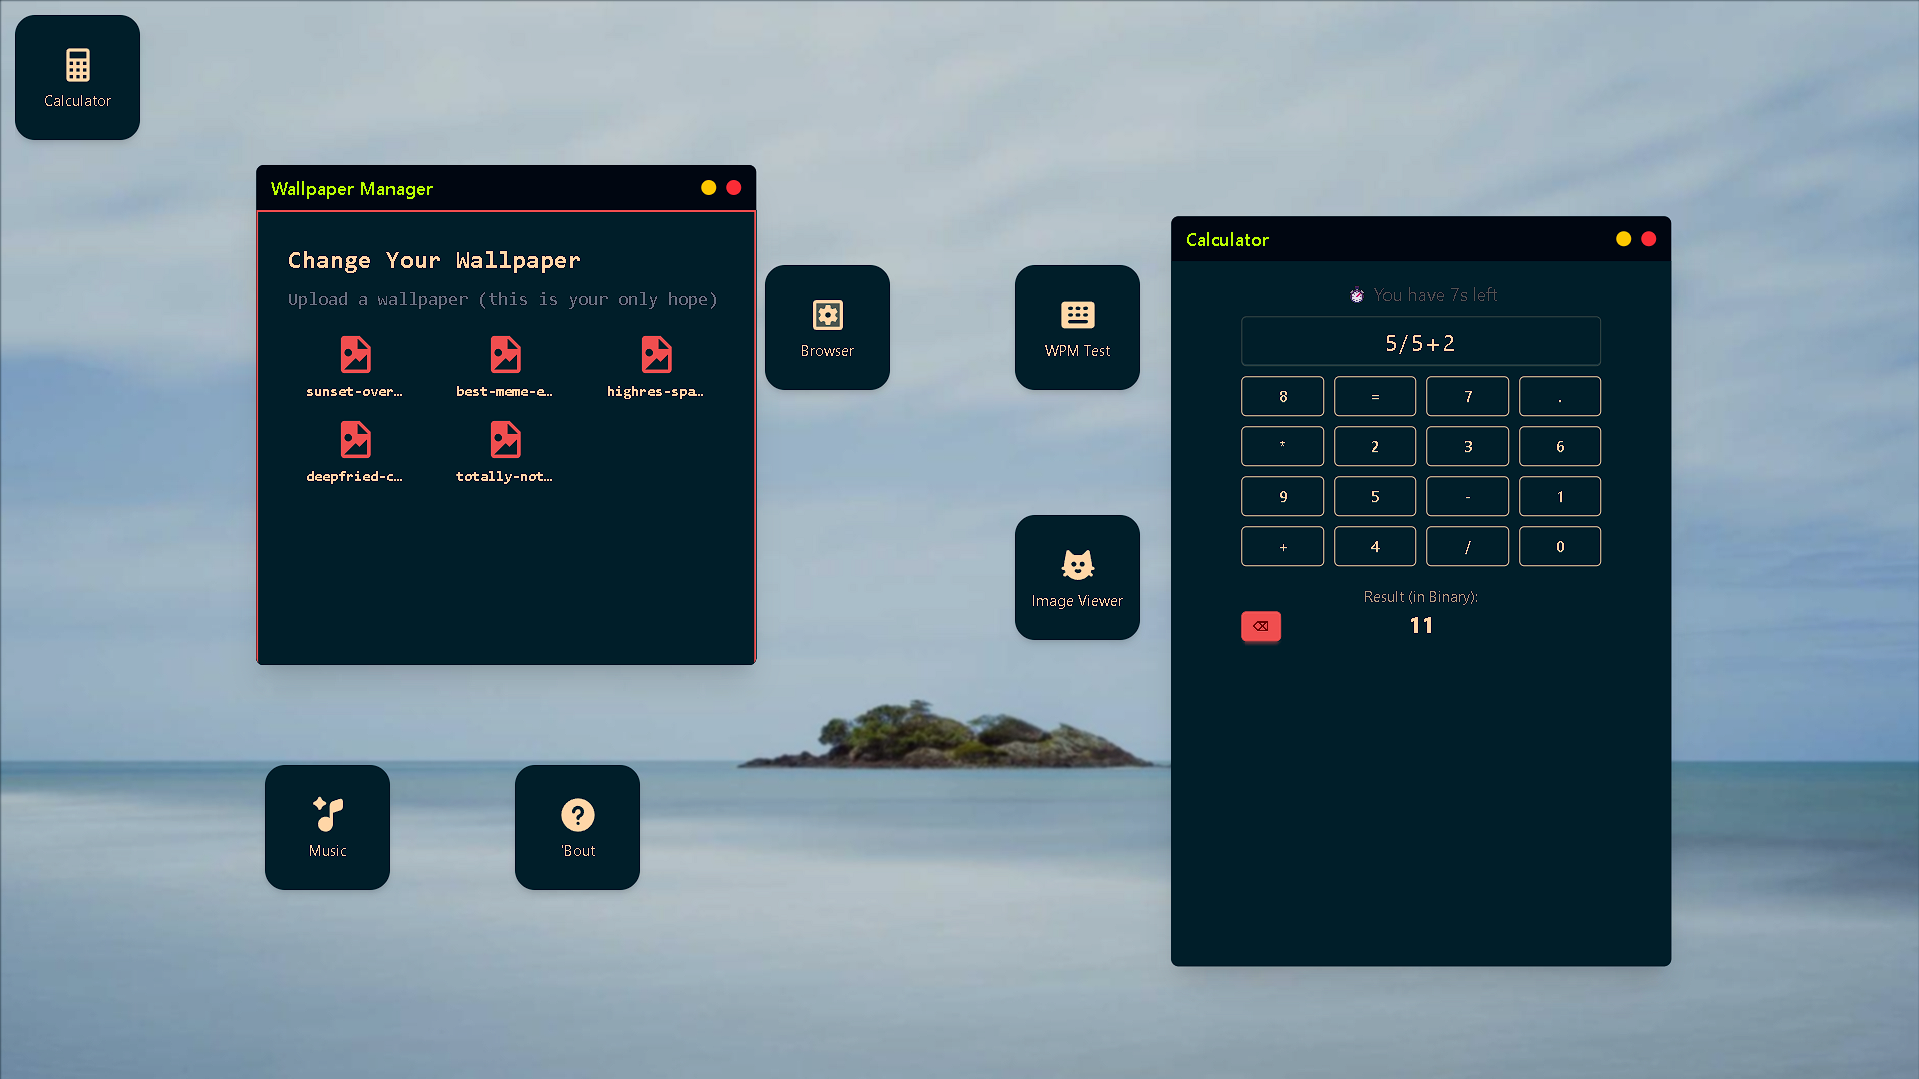 Calculator
Wallpaper Manager
Change Your Wallpaper
Upload a wallpaper (this is your only hope)
sunset-over…
best-meme-e…
highres-spa…
deepfried-c…
totally-not…
Browser
WPM Test
Image Viewer
Music
'Bout
Calculator
You have 7s left
5/5+2
8 = 7 .
* 2 3 6
9 5 - 1
+ 4 / 0
Result (in Binary):
11